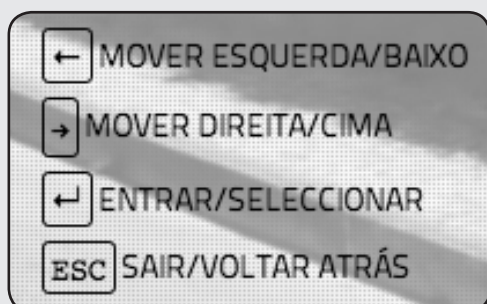 ← MOVER ESQUERDA/BAIXO
→ MOVER DIREITA/CIMA
↵ ENTRAR/SELECCIONAR
ESC SAIR/VOLTAR ATRÁS